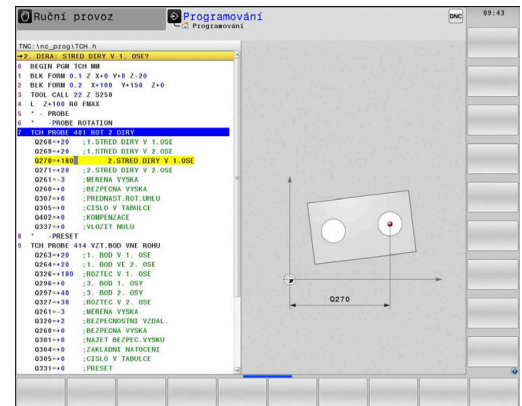 Ruční provoz
Programování
Programování
DNC
09:43
TNC:\nc_prog\TCH.h
→2. DIRA: STRED DIRY V 1. OSE?
0 BEGIN PGM TCH MM
1 BLK FORM 0.1 Z X+0 Y+0 Z-20
2 BLK FORM 0.2 X+100 Y+150 Z+0
3 TOOL CALL 22 Z S250
4 L Z+100 R0 FMAX
5 * - PROBE
6 * -PROBE ROTATION
7 TCH PROBE 401 ROT 2 DIRY
Q268=+20 ;1.STRED DIRY V 1.OSE
Q269=+20 ;1.STRED DIRY V 2.OSE
Q270=+180 2.STRED DIRY V 1.OSE
Q271=+20 ;2.STRED DIRY V 2.OSE
Q261=-3 ;MERENA VYSKA
Q260=+0 ;BEZPECNA VYSKA
Q307=+0 ;PREDNAST.ROT.UHLU
Q305=+0 ;CISLO V TABULCE
Q402=+0 ;KOMPENZACE
Q337=+0 ;VLOZIT NULU
8 * -PRESET
9 TCH PROBE 414 VZT.BOD VNE ROHU
Q263=+20 ;1. BOD V 1. OSE
Q264=+20 ;1. BOD VE 2. OSE
Q326=+180 ;ROZTEC V 1. OSE
Q296=+0 ;3. BOD 1. OSY
Q297=+40 ;3. BOD 2. OSY
Q327=+30 ;ROZTEC V 2. OSE
Q261=-3 ;MERENA VYSKA
Q320=+2 ;BEZPECNOSTNI VZDAL.
Q260=+0 ;BEZPECNA VYSKA
Q301=+0 ;NAJET BEZPEC.VYSKU
Q304=+0 ;ZAKLADNI NATOCENI
Q305=+0 ;CISLO V TABULCE
Q331=+0 ;PRESET
Q270